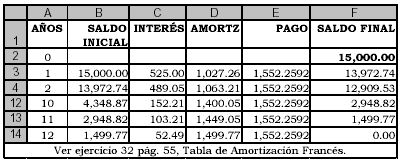 A B C D E F
AÑOS SALDO INTERÉS AMORTZ PAGO SALDO FINAL
1 INICIAL
2 0 15,000.00
3 1 15,000.00 525.00 1,027.26 1,552.2592 13,972.74
4 2 13,972.74 489.05 1,063.21 1,552.2592 12,909.53
12 10 4,348.87 152.21 1,400.05 1,552.2592 2,948.82
13 11 2,948.82 103.21 1,449.05 1,552.2592 1,499.77
14 12 1,499.77 52.49 1,499.77 1,552.2592 0.00
Ver ejercicio 32 pág. 55, Tabla de Amortización Francés.